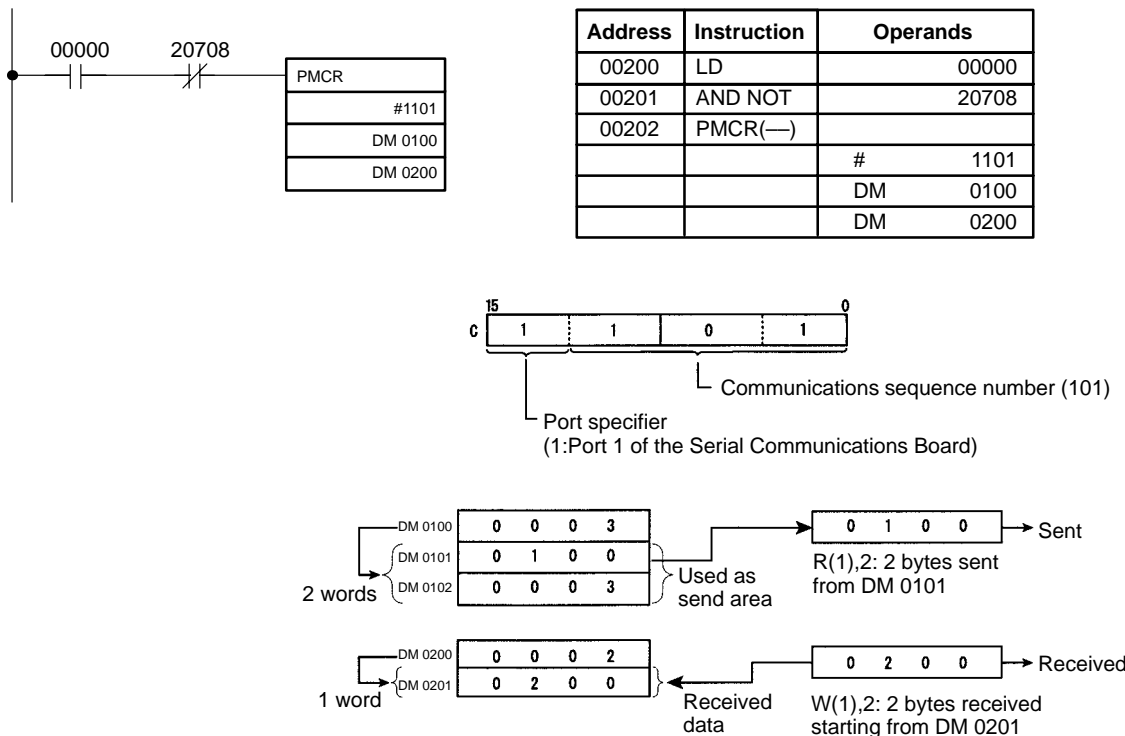 00000 20708
PMCR
#1101
DM 0100
DM 0200
Address Instruction Operands
00200 LD 00000
00201 AND NOT 20708
00202 PMCR(––)
# 1101
DM 0100
DM 0200
15 0
C 1 1 0 1
Communications sequence number (101)
Port specifier
(1:Port 1 of the Serial Communications Board)
DM 0100 0 0 0 3
DM 0101 0 1 0 0
DM 0102 0 0 0 3
2 words
Used as
send area
0 1 0 0 Sent
R(1),2: 2 bytes sent
from DM 0101
DM 0200 0 0 0 2
DM 0201 0 2 0 0
1 word
Received
data
0 2 0 0 Received
W(1),2: 2 bytes received
starting from DM 0201